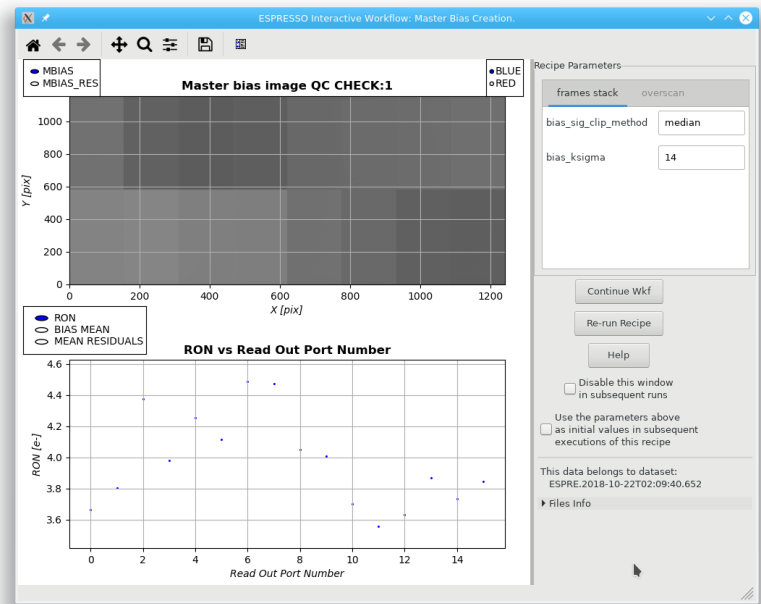 ESPRESSO Interactive Workflow: Master Bias Creation.
MBIAS
MBIAS_RES
Master bias image QC CHECK:1
BLUE
RED
1000
800
600
400
200
0
Y [pix]
0 200 400 600 800 1000 1200
X [pix]
RON
BIAS MEAN
MEAN RESIDUALS
RON vs Read Out Port Number
4.6
4.4
4.2
4.0
3.8
3.6
RON [e-]
0 2 4 6 8 10 12 14
Read Out Port Number
Recipe Parameters
frames stack overscan
bias_sig_clip_method median
bias_ksigma 14
Continue Wkf
Re-run Recipe
Help
Disable this window
in subsequent runs
Use the parameters above
as initial values in subsequent
executions of this recipe
This data belongs to dataset:
ESPRE.2018-10-22T02:09:40.652
Files Info